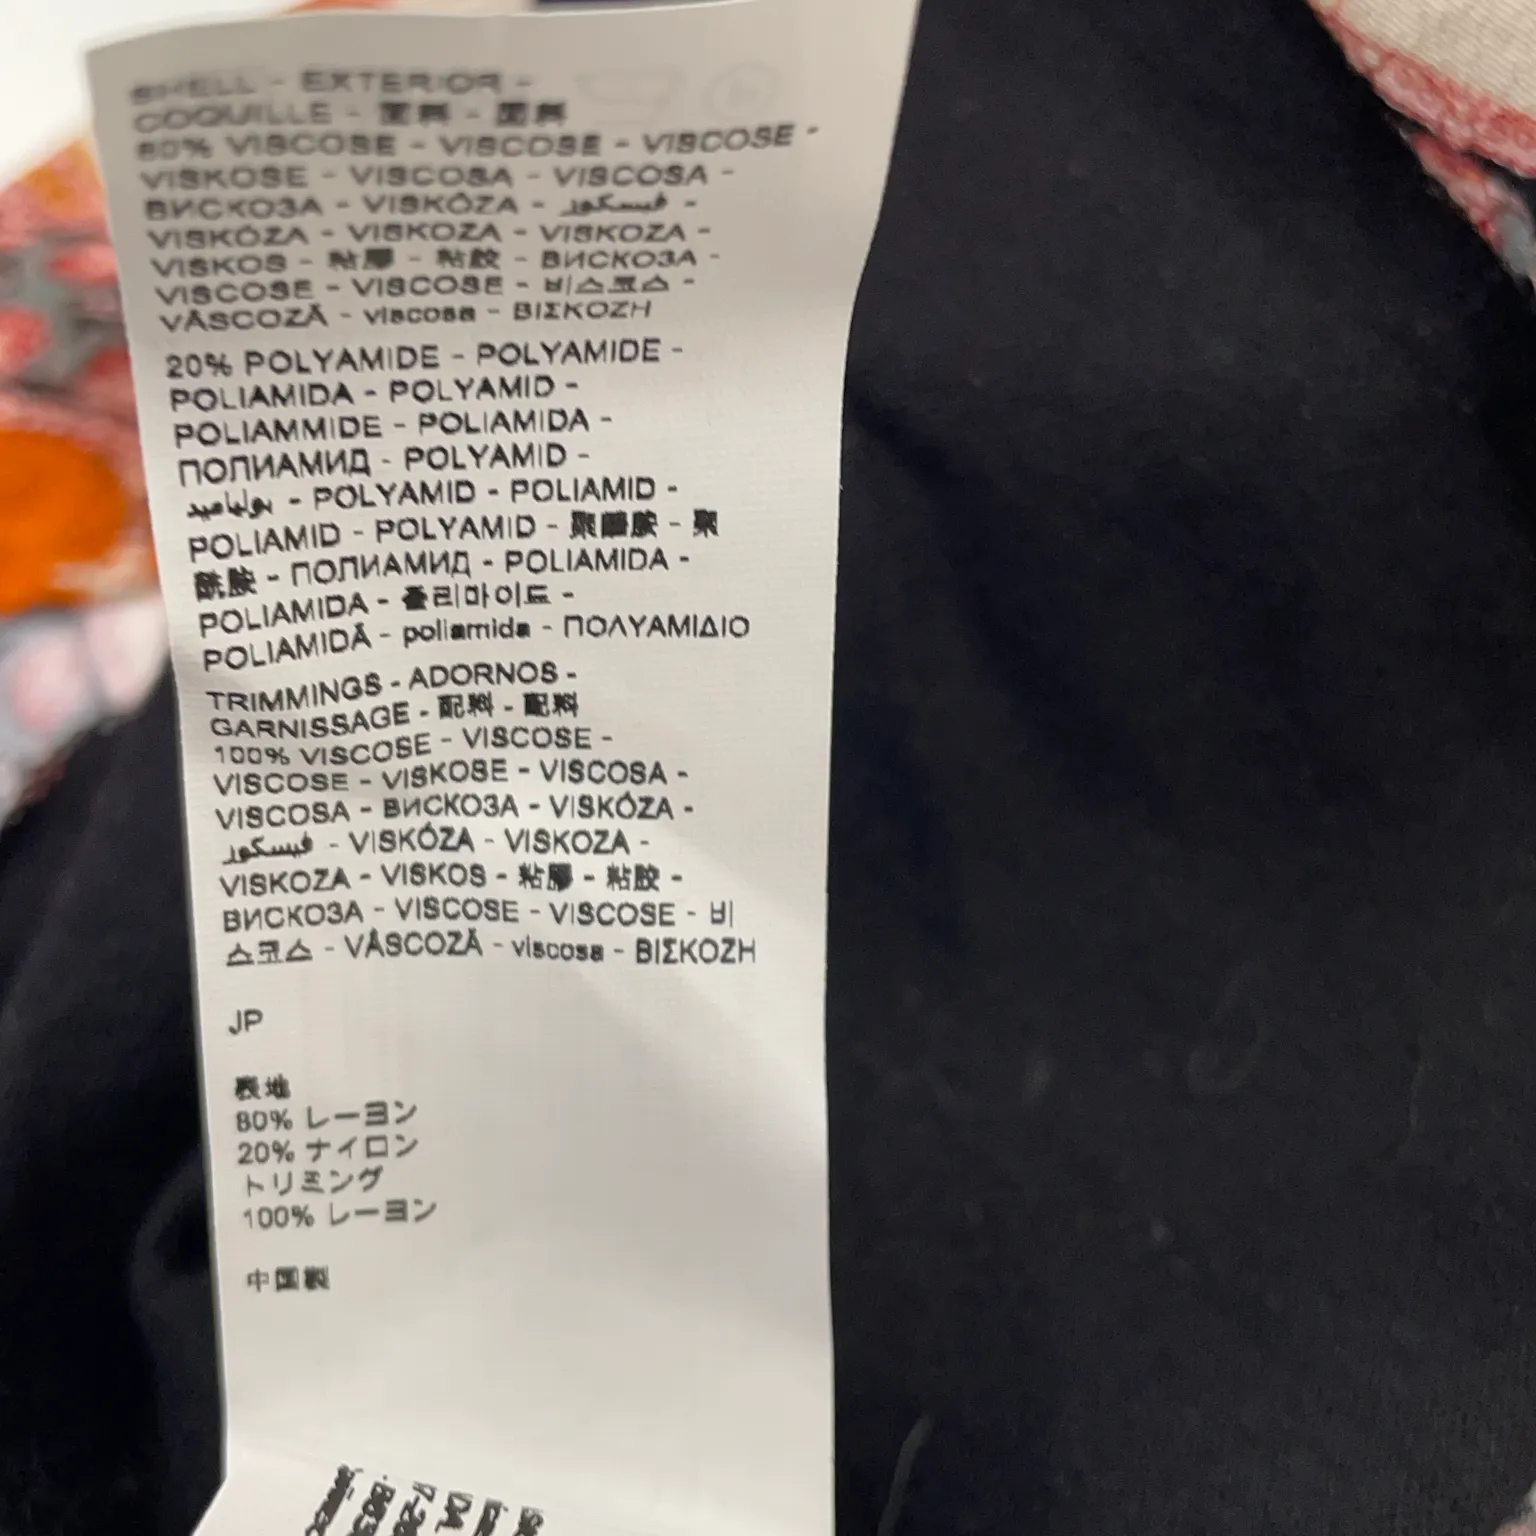 SHELL - EXTERIOR -
COQUILLE - 面料 - 面料
80% VISCOSE - VISCOSE - VISCOSE -
VISKOSE - VISCOSA - VISCOSA -
ВИСКОЗА - VISKÓZA - فيسكوز -
VISKÓZA - VISKOZA - VISKOZA -
VISKOS - 粘膠 - 粘胶 - ВИСКОЗА -
VISCOSE - VISCOSE - 비스코스 -
VÂSCOZĂ - viscosa - ΒΙΣΚΟΖΗ
20% POLYAMIDE - POLYAMIDE -
POLIAMIDA - POLYAMID -
POLIAMMIDE - POLIAMIDA -
ПОЛИАМИД - POLYAMID -
بولياميد - POLYAMID - POLIAMID -
POLIAMID - POLYAMID - 聚醯胺 - 聚
酰胺 - ПОЛИАМИД - POLIAMIDA -
POLIAMIDA - 폴리마이드 -
POLIAMIDĂ - poliamida - ΠΟΛΥΑΜΙΔΙΟ
TRIMMINGS - ADORNOS -
GARNISSAGE - 配料 - 配料
100% VISCOSE - VISCOSE -
VISCOSE - VISKOSE - VISCOSA -
VISCOSA - ВИСКОЗА - VISKÓZA -
فيسكوز - VISKÓZA - VISKOZA -
VISKOZA - VISKOS - 粘膠 - 粘胶 -
ВИСКОЗА - VISCOSE - VISCOSE - 비
스코스 - VÂSCOZĂ - viscosa - ΒΙΣΚΟΖΗ
JP
表地
80% レーヨン
20% ナイロン
トリミング
100% レーヨン
中国製